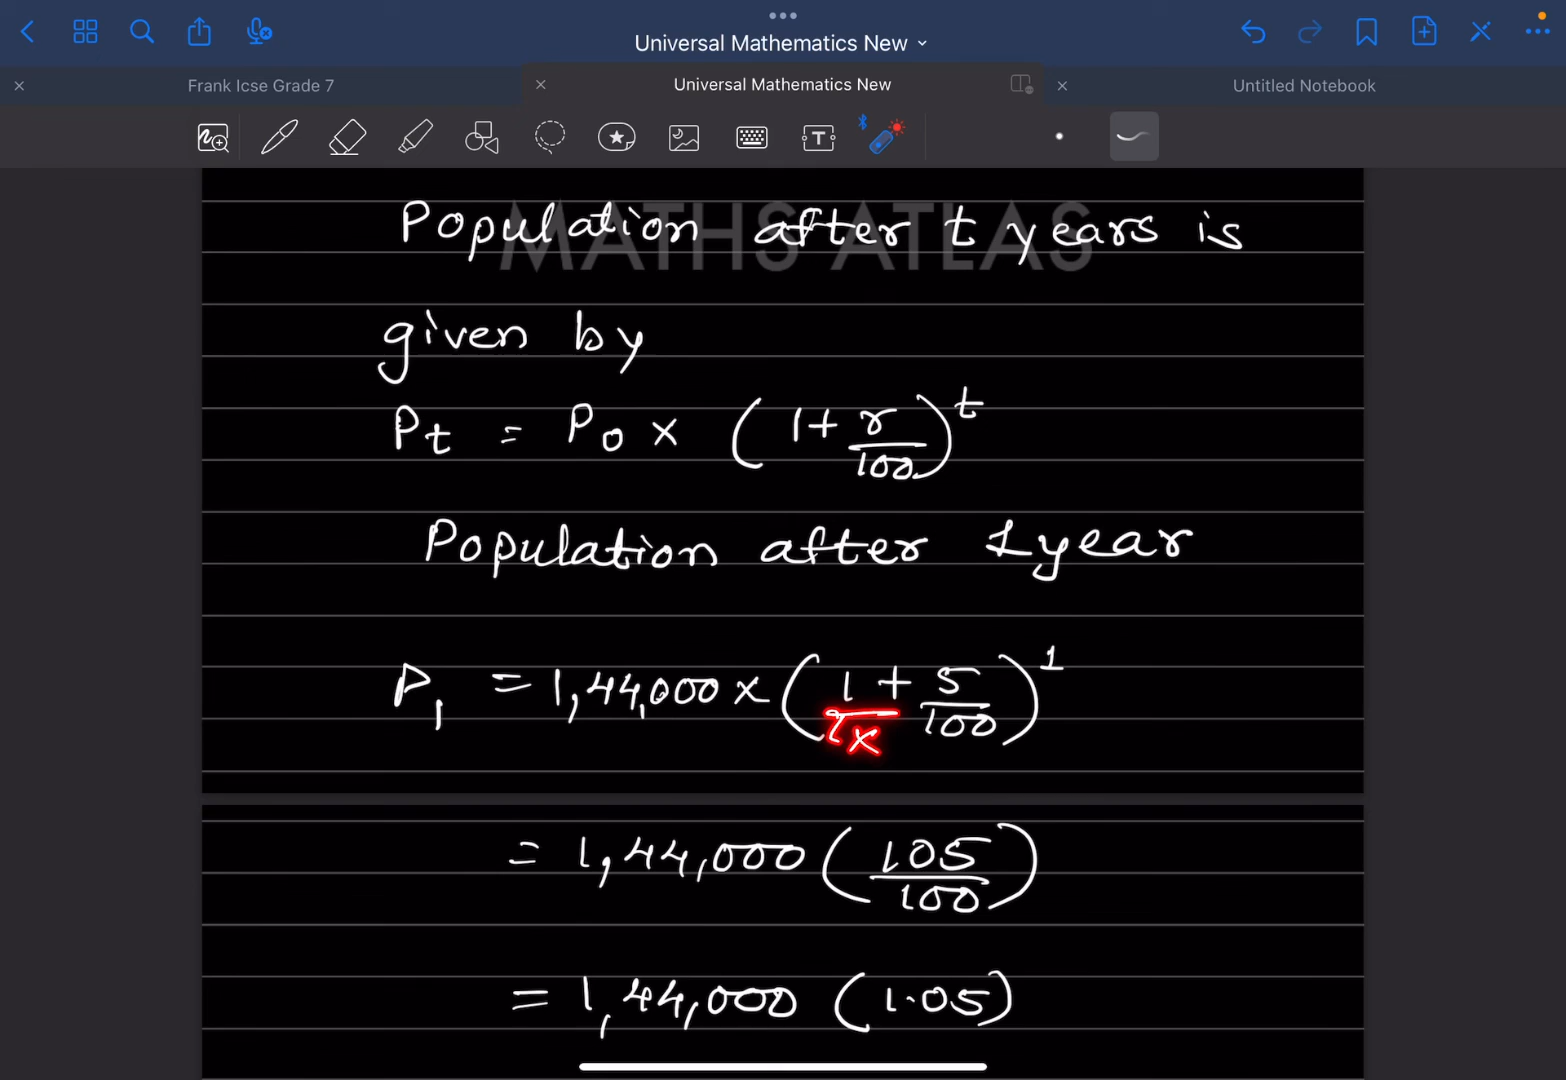 Universal Mathematics New
Frank Icse Grade 7
Universal Mathematics New
Untitled Notebook
T
MATHS ATLAS
Population after t years is
given by
Pt = P0 × (1 + r/100)^t
Population after 1 year
P1 = 1,44,000 × (1 + 5/100)^1
1 ×
= 1,44,000 (105/100)
= 1,44,000 (1.05)